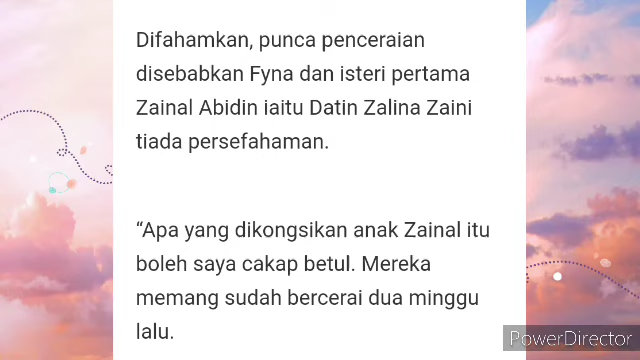 Difahamkan, punca penceraian
disebabkan Fyna dan isteri pertama
Zainal Abidin iaitu Datin Zalina Zaini
tiada persefahaman.
“Apa yang dikongsikan anak Zainal itu
boleh saya cakap betul. Mereka
memang sudah bercerai dua minggu
lalu.
PowerDirector